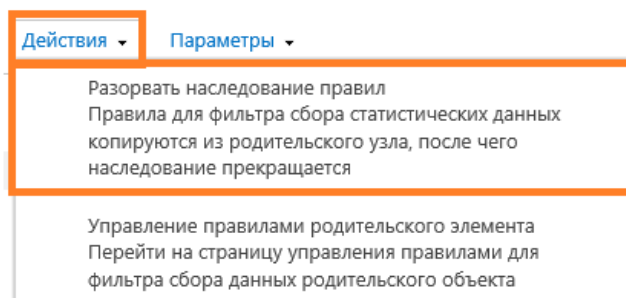 Действия Параметры
Разорвать наследование правил
Правила для фильтра сбора статистических данных
копируются из родительского узла, после чего
наследование прекращается
Управление правилами родительского элемента
Перейти на страницу управления правилами для
фильтра сбора данных родительского объекта